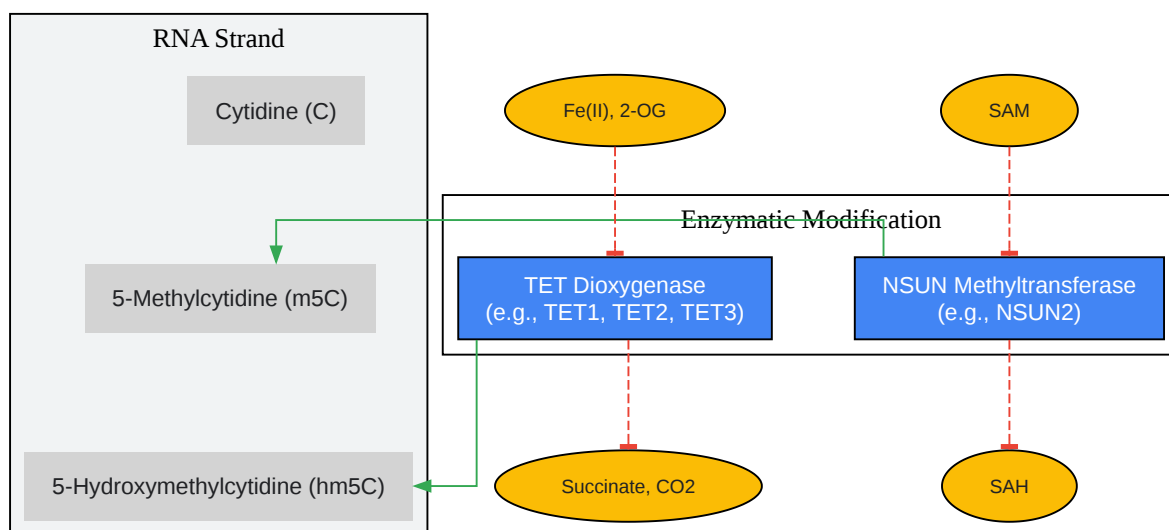 RNA Strand
Cytidine (C)
Fe(II), 2-OG
SAM
Enzymatic Modification
5-Methylcytidine (m5C)
TET Dioxygenase
(e.g., TET1, TET2, TET3)
NSUN Methyltransferase
(e.g., NSUN2)
5-Hydroxymethylcytidine (hm5C)
Succinate, CO2
SAH